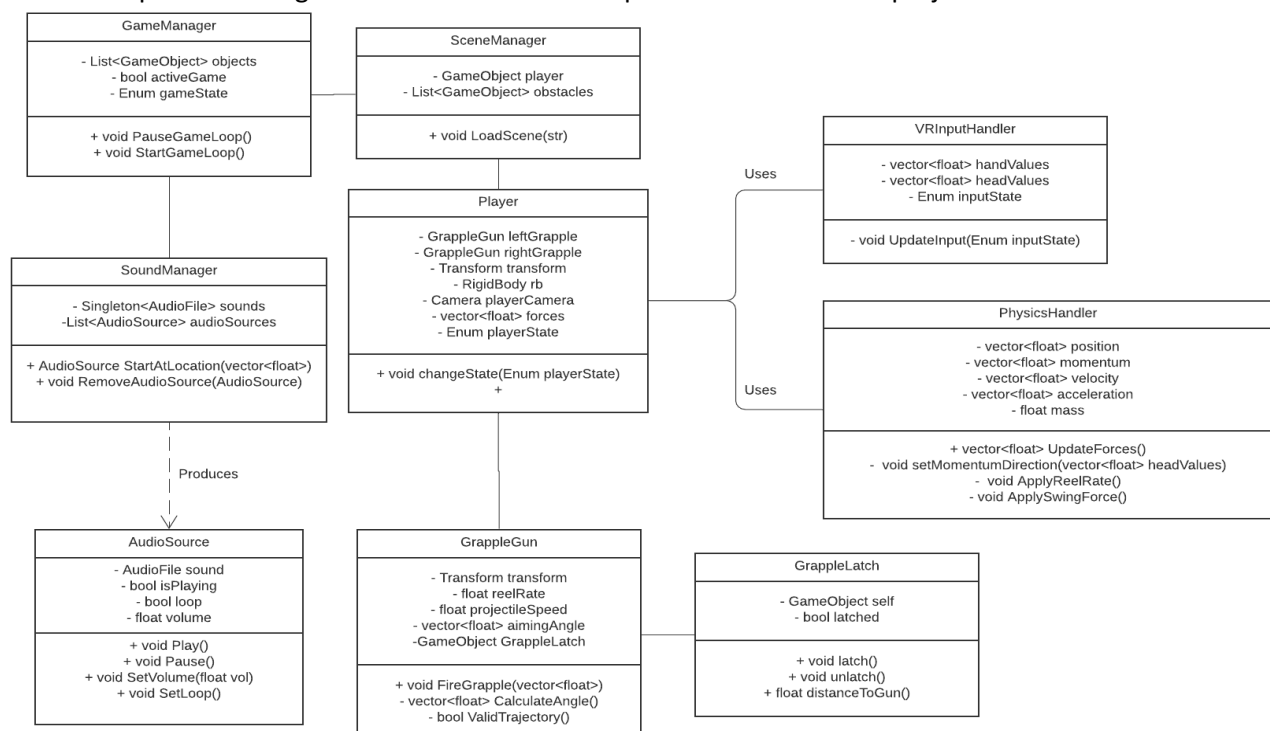 GameManager
- List<GameObject> objects
- bool activeGame
- Enum gameState
+ void PauseGameLoop()
+ void StartGameLoop()
SceneManager
- GameObject player
- List<GameObject> obstacles
+ void LoadScene(str)
VRInputHandler
- vector<float> handValues
- vector<float> headValues
- Enum inputState
- void UpdateInput(Enum inputState)
Uses
Player
- GrappleGun leftGrapple
- GrappleGun rightGrapple
- Transform transform
- RigidBody rb
- Camera playerCamera
- vector<float> forces
- Enum playerState
+ void changeState(Enum playerState)
+
SoundManager
- Singleton<AudioFile> sounds
-List<AudioSource> audioSources
+ AudioSource StartAtLocation(vector<float>)
+ void RemoveAudioSource(AudioSource)
PhysicsHandler
- vector<float> position
- vector<float> momentum
- vector<float> velocity
- vector<float> acceleration
- float mass
+ vector<float> UpdateForces()
- void setMomentumDirection(vector<float> headValues)
- void ApplyReelRate()
- void ApplySwingForce()
Uses
Produces
AudioSource
- AudioFile sound
- bool isPlaying
- bool loop
- float volume
+ void Play()
+ void Pause()
+ void SetVolume(float vol)
+ void SetLoop()
GrappleGun
- Transform transform
- float reelRate
- float projectileSpeed
- vector<float> aimingAngle
-GameObject GrappleLatch
+ void FireGrapple(vector<float>)
- vector<float> CalculateAngle()
- bool ValidTrajectory()
GrappleLatch
- GameObject self
- bool latched
+ void latch()
+ void unlatch()
+ float distanceToGun()